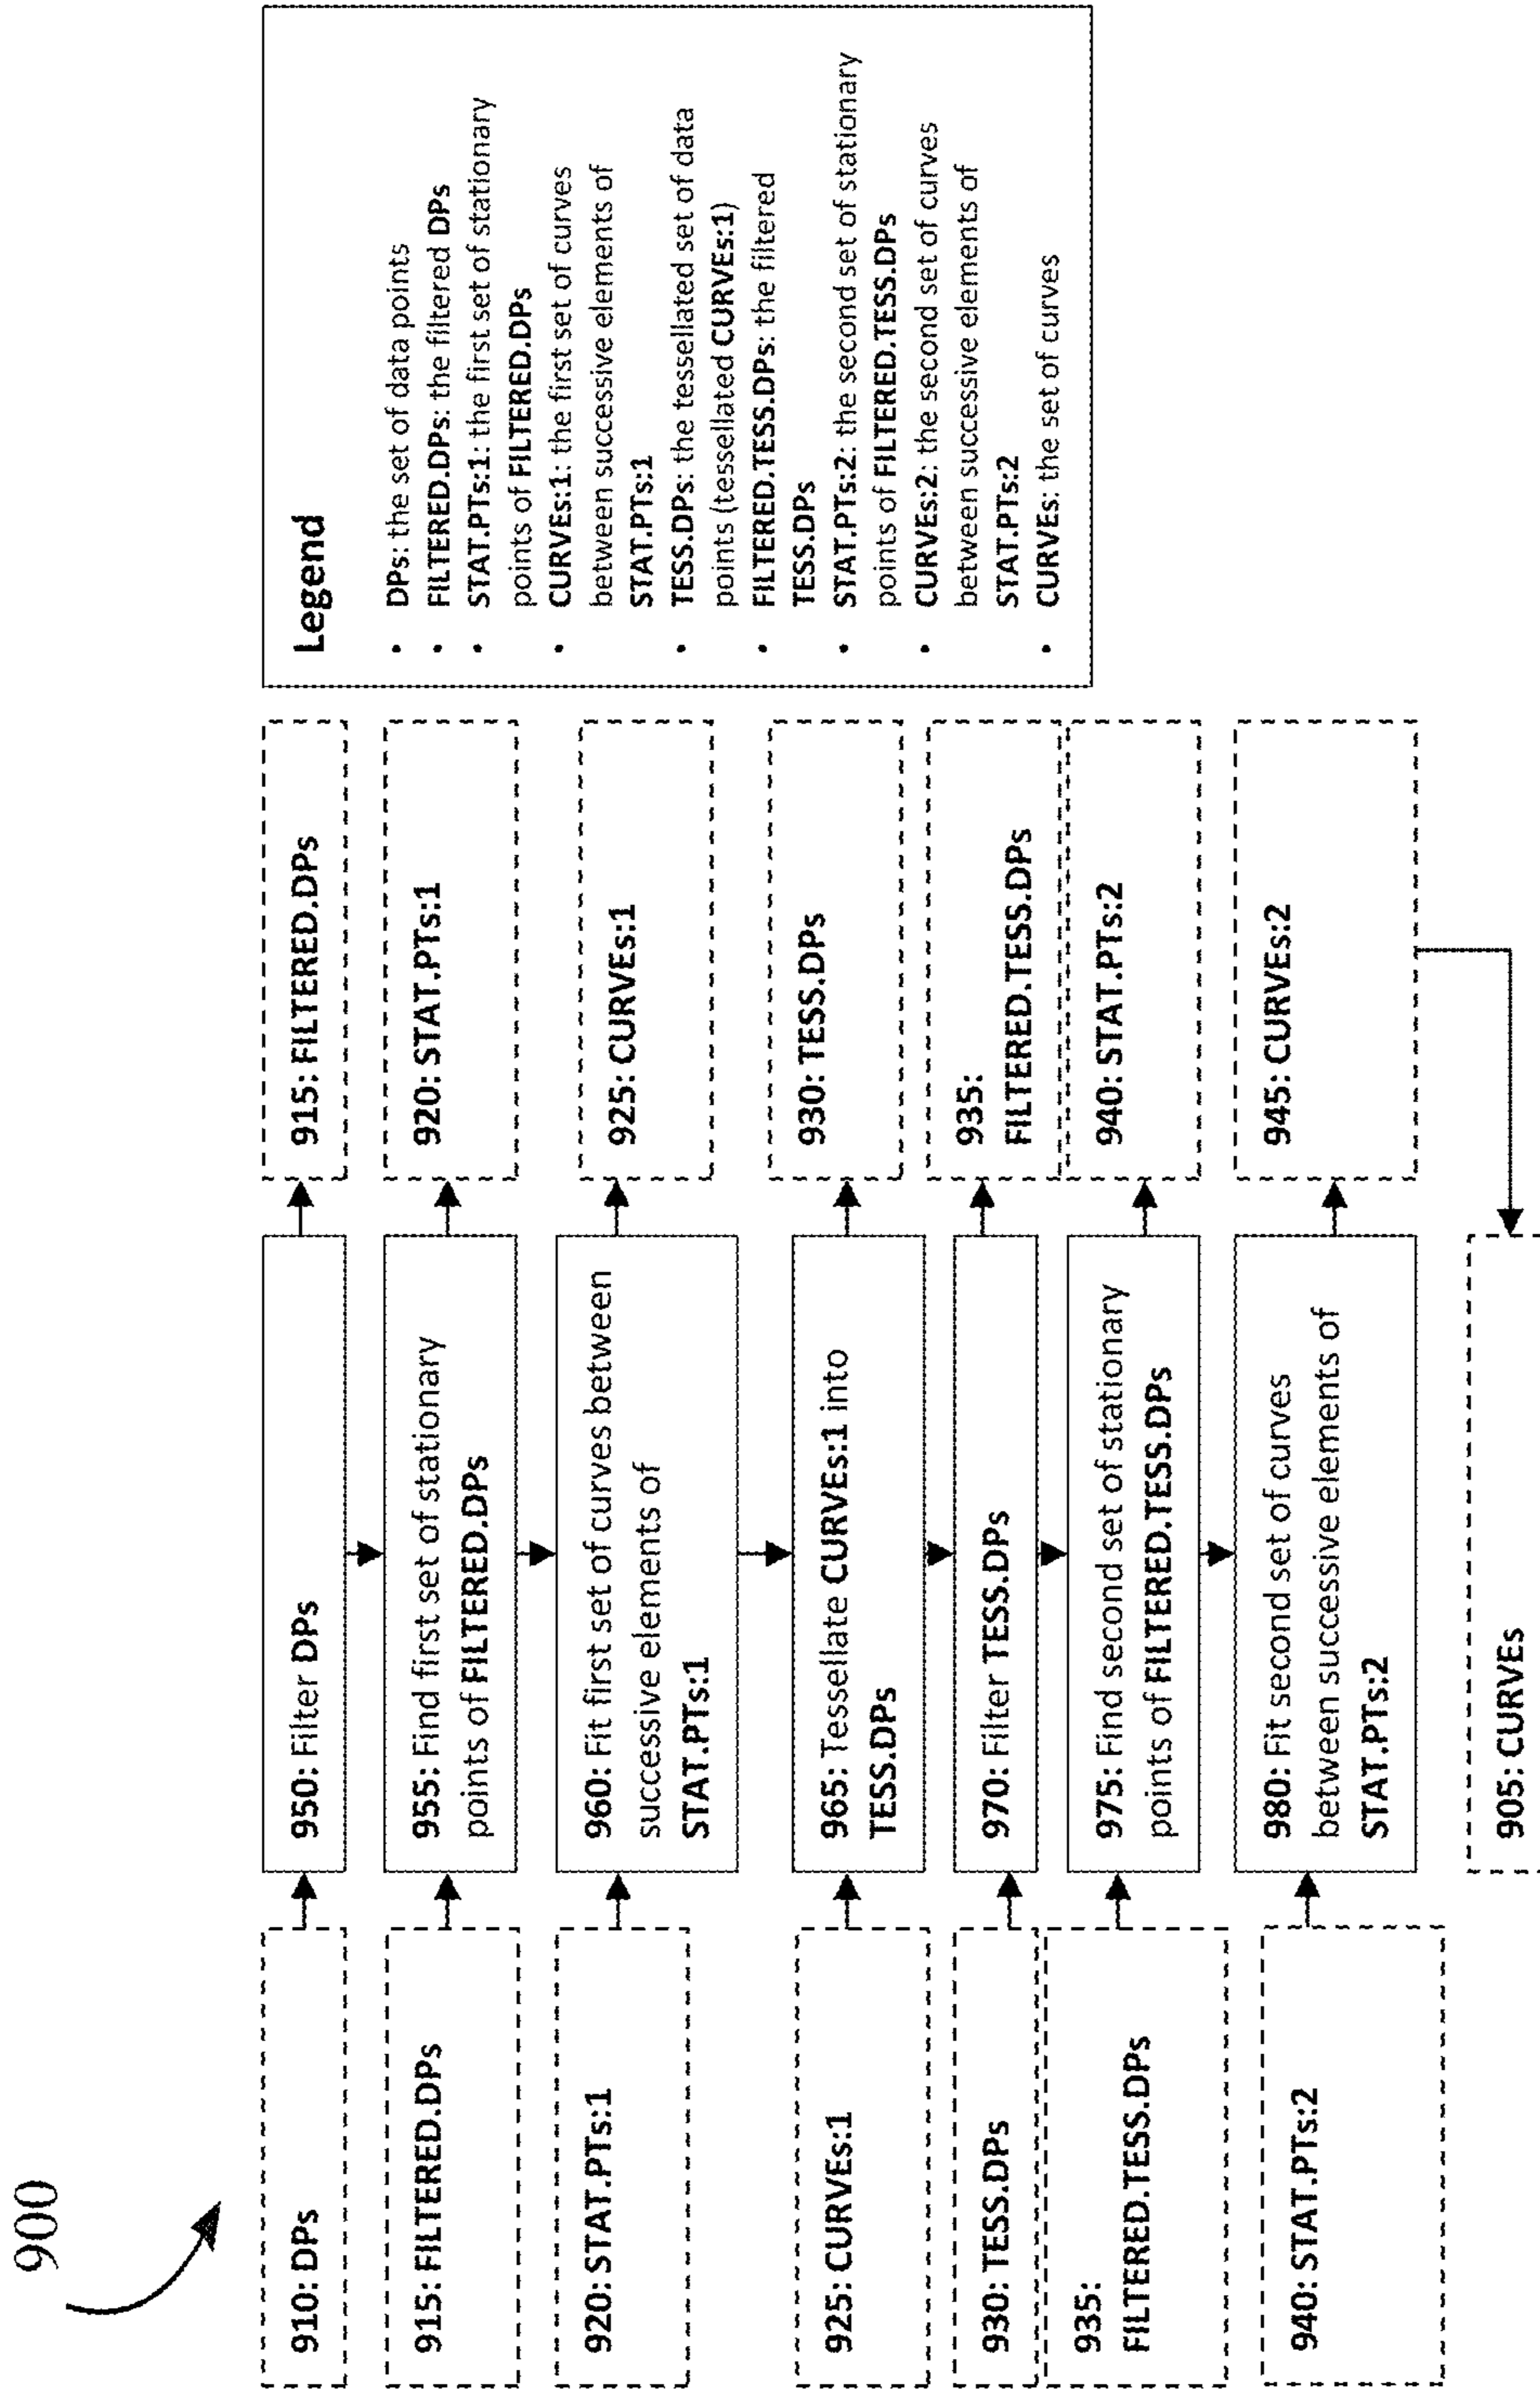 900
910: DPs
950: Filter DPs
915: FILTERED.DPs
915: FILTERED.DPs
955: Find first set of stationary
points of FILTERED.DPs
920: STAT.PTs:1
920: STAT.PTs:1
960: Fit first set of curves between
successive elements of
STAT.PTs:1
925: CURVEs:1
925: CURVEs:1
965: Tessellate CURVEs:1 into
TESS.DPs
930: TESS.DPs
930: TESS.DPs
970: Filter TESS.DPs
935:
FILTERED.TESS.DPs
935:
FILTERED.TESS.DPs
975: Find second set of stationary
points of FILTERED.TESS.DPs
940: STAT.PTs:2
940: STAT.PTs:2
980: Fit second set of curves
between successive elements of
STAT.PTs:2
945: CURVEs:2
905: CURVEs
Legend
• DPs: the set of data points
• FILTERED.DPs: the filtered DPs
• STAT.PTs:1: the first set of stationary
points of FILTERED.DPs
• CURVEs:1: the first set of curves
between successive elements of
STAT.PTs:1
• TESS.DPs: the tessellated set of data
points (tessellated CURVEs:1)
• FILTERED.TESS.DPs: the filtered
TESS.DPs
• STAT.PTs:2: the second set of stationary
points of FILTERED.TESS.DPs
• CURVEs:2: the second set of curves
between successive elements of
STAT.PTs:2
• CURVEs: the set of curves